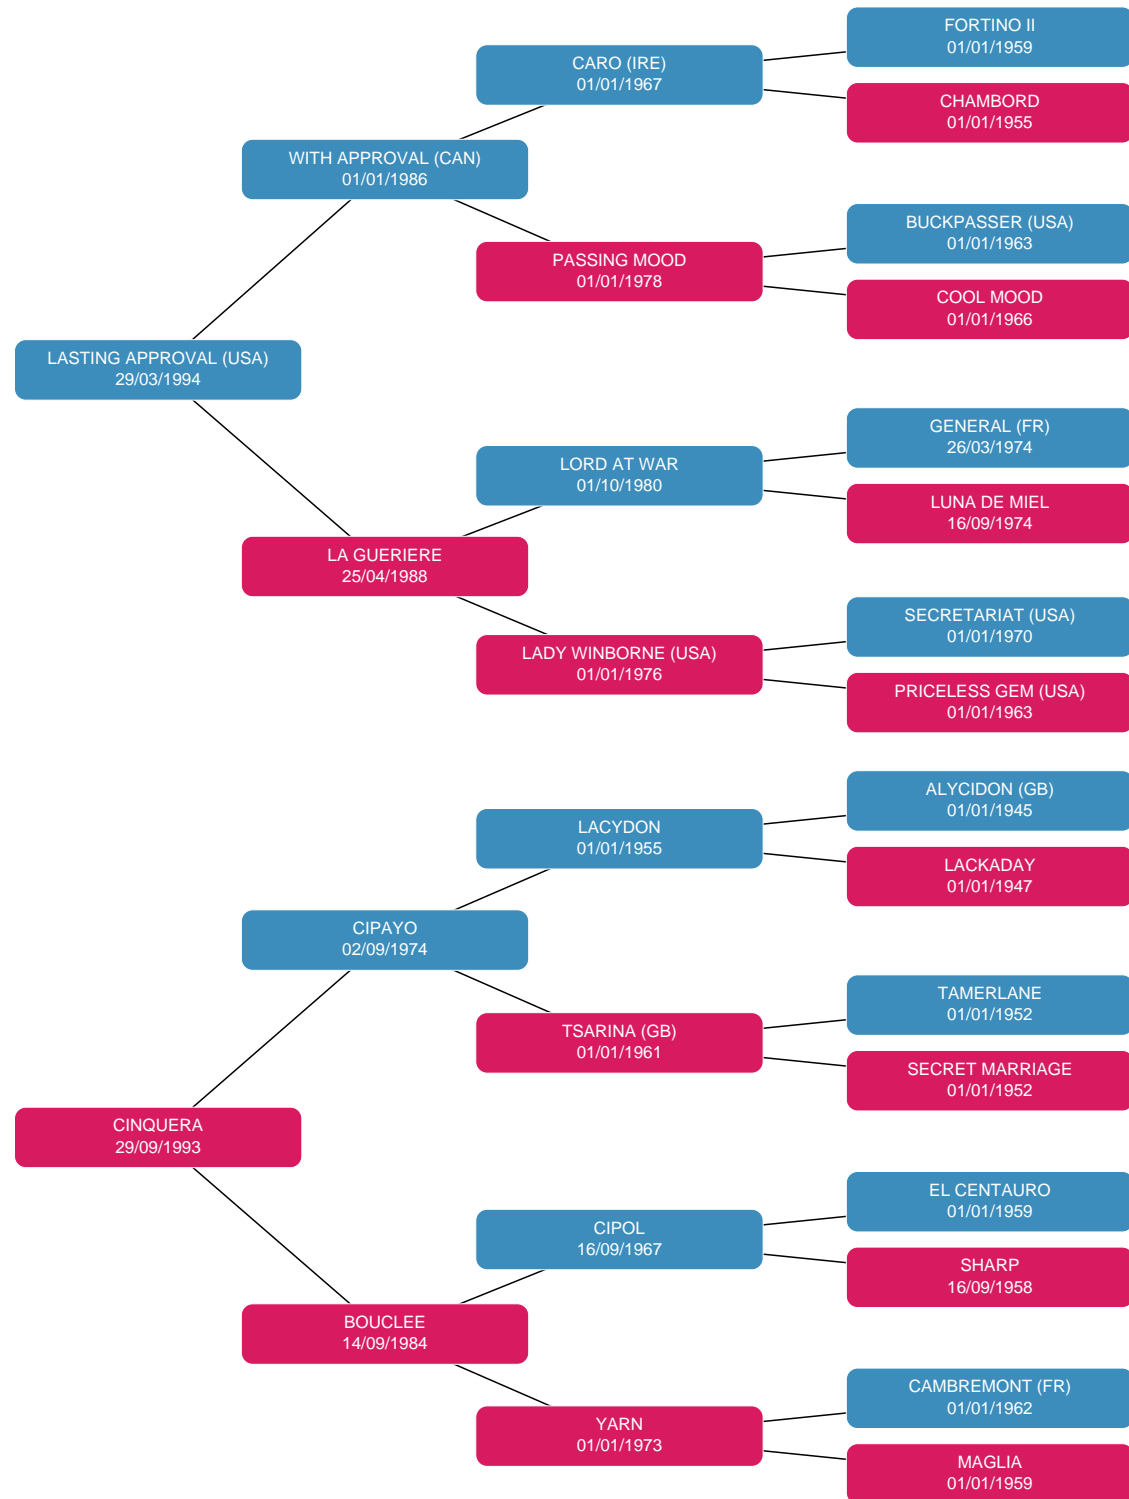 FORTINO II
01/01/1959
CARO (IRE)
01/01/1967
CHAMBORD
01/01/1955
WITH APPROVAL (CAN)
01/01/1986
BUCKPASSER (USA)
01/01/1963
PASSING MOOD
01/01/1978
COOL MOOD
01/01/1966
LASTING APPROVAL (USA)
29/03/1994
GENERAL (FR)
26/03/1974
LORD AT WAR
01/10/1980
LUNA DE MIEL
16/09/1974
LA GUERIERE
25/04/1988
SECRETARIAT (USA)
01/01/1970
LADY WINBORNE (USA)
01/01/1976
PRICELESS GEM (USA)
01/01/1963
ALYCIDON (GB)
01/01/1945
LACYDON
01/01/1955
LACKADAY
01/01/1947
CIPAYO
02/09/1974
TAMERLANE
01/01/1952
TSARINA (GB)
01/01/1961
SECRET MARRIAGE
01/01/1952
CINQUERA
29/09/1993
EL CENTAURO
01/01/1959
CIPOL
16/09/1967
SHARP
16/09/1958
BOUCLEE
14/09/1984
CAMBREMONT (FR)
01/01/1962
YARN
01/01/1973
MAGLIA
01/01/1959